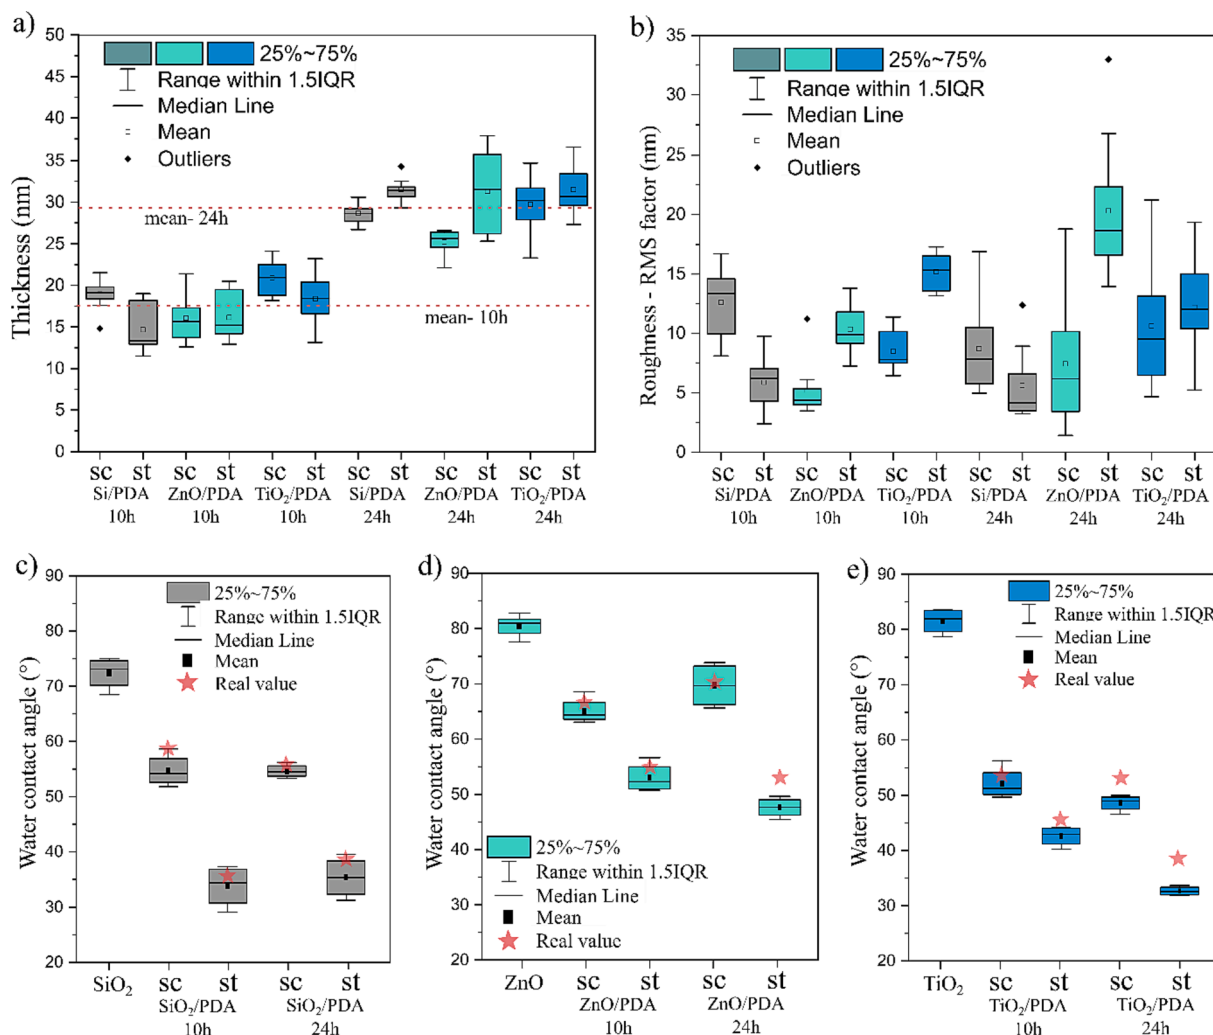 a)
50
45
40
35
30
25
20
15
10
5
0
Thickness (nm)
25%~75%
Range within 1.5IQR
Median Line
Mean
Outliers
mean- 24h
mean- 10h
sc st sc st sc st sc st sc st sc st
Si/PDA ZnO/PDA TiO₂/PDA Si/PDA ZnO/PDA TiO₂/PDA
10h 10h 10h 24h 24h 24h
b)
35
30
25
20
15
10
5
0
Roughness - RMS factor (nm)
25%~75%
Range within 1.5IQR
Median Line
Mean
Outliers
sc st sc st sc st sc st sc st sc st
Si/PDA ZnO/PDA TiO₂/PDA Si/PDA ZnO/PDA TiO₂/PDA
10h 10h 10h 24h 24h 24h
c)
90
80
70
60
50
40
30
20
Water contact angle (°)
25%~75%
Range within 1.5IQR
Median Line
Mean
Real value
SiO₂ sc st sc st
SiO₂/PDA SiO₂/PDA
10h 24h
d)
90
80
70
60
50
40
30
20
Water contact angle (°)
25%~75%
Range within 1.5IQR
Median Line
Mean
Real value
ZnO sc st sc st
ZnO/PDA ZnO/PDA
10h 24h
e)
90
80
70
60
50
40
30
20
Water contact angle (°)
25%~75%
Range within 1.5IQR
Median Line
Mean
Real value
TiO₂ sc st sc st
TiO₂/PDA TiO₂/PDA
10h 24h